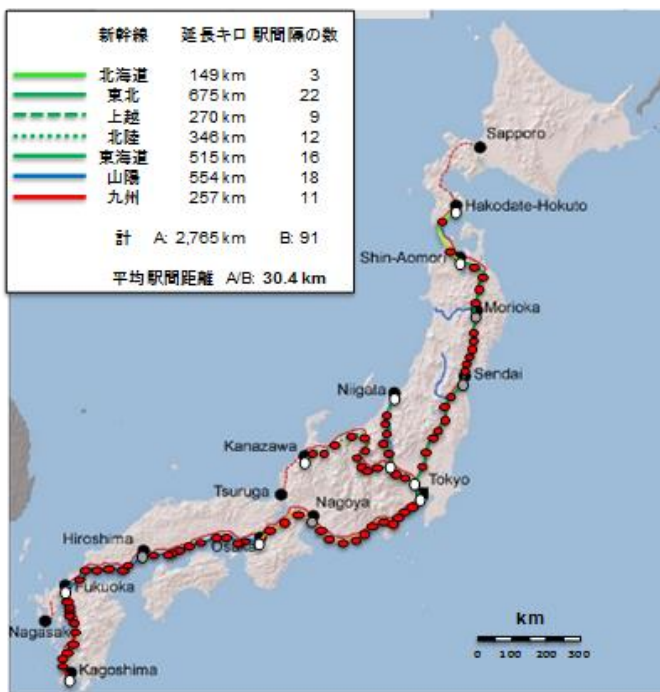 新幹線 延長キロ 駅間隔の数
北海道 149 km 3
東北 675 km 22
上越 270 km 9
北陸 346 km 12
東海道 515 km 16
山陽 554 km 18
九州 257 km 11
計 A: 2,765 km B: 91
平均駅間距離 A/B: 30.4 km
Sapporo
Hakodate-Hokuto
Shin-Aomori
Morioka
Sendai
Niigata
Kanazawa
Tokyo
Tsuruga
Nagoya
Hiroshima
Osaka
Fukuoka
Nagasak
Kagoshima
km
0 100 200 300